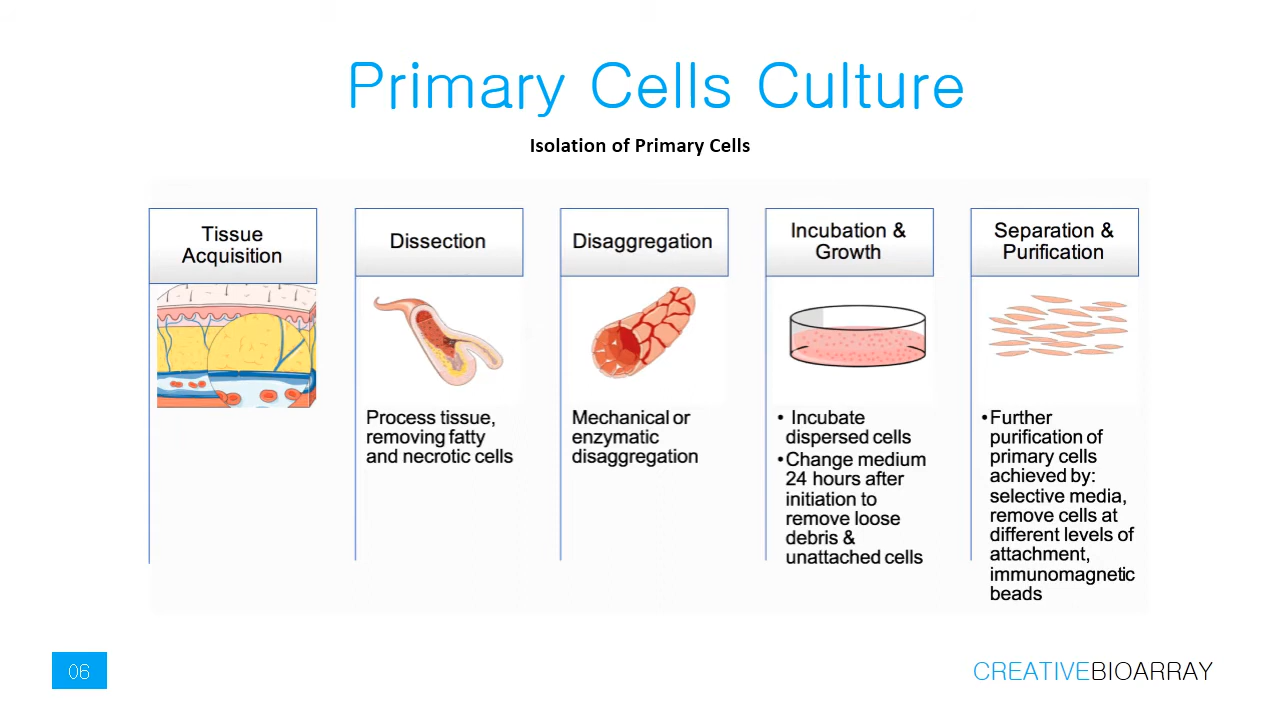 Primary Cells Culture
Isolation of Primary Cells
Tissue
Acquisition
Dissection
Process tissue,
removing fatty
and necrotic cells
Disaggregation
Mechanical or
enzymatic
disaggregation
Incubation &
Growth
• Incubate
dispersed cells
• Change medium
24 hours after
initiation to
remove loose
debris &
unattached cells
Separation &
Purification
• Further
purification of
primary cells
achieved by:
selective media,
remove cells at
different levels of
attachment,
immunomagnetic
beads
06
CREATIVEBIOARRAY